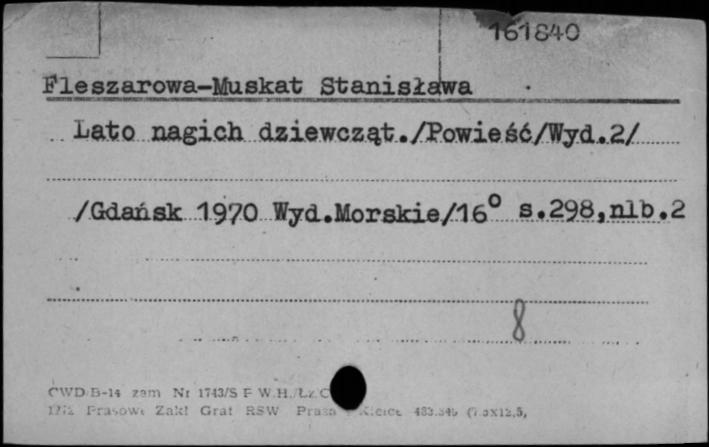 161840
Fleszarowa-Muskat Stanisława
Lato nagich dziewcząt./Powieść/Wyd.2/
/Gdańsk 1970 Wyd.Morskie/16° s.298,nlb.2
8
CWD/B-14 zam Nr 1743/S
Zakł Graf RSW Prasa